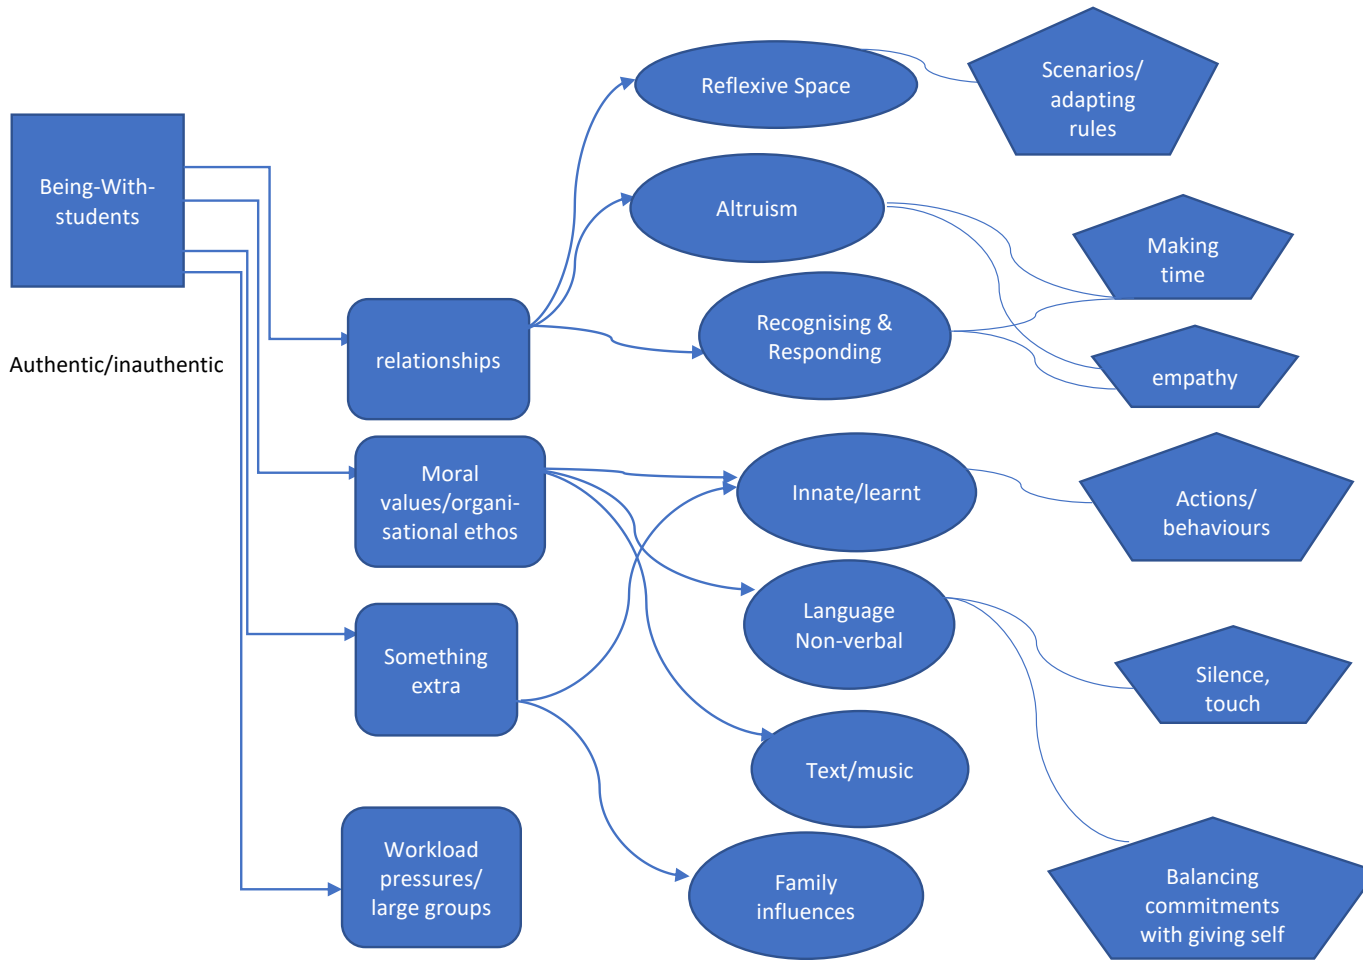 Being-With-
students
Authentic/inauthentic
relationships
Moral
values/organi-
sational ethos
Something
extra
Workload
pressures/
large groups
Reflexive Space
Altruism
Recognising &
Responding
Innate/learnt
Language
Non-verbal
Text/music
Family
influences
Scenarios/
adapting
rules
Making
time
empathy
Actions/
behaviours
Silence,
touch
Balancing
commitments
with giving self